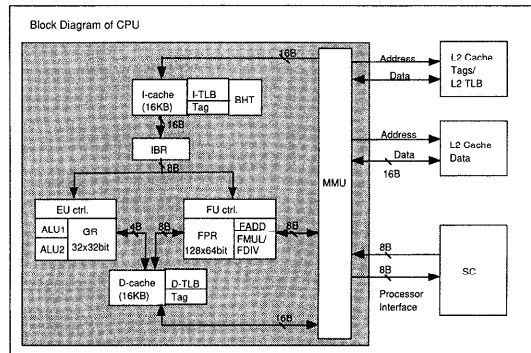 Block Diagram of CPU
16B
I-cache
(16KB)
I-TLB
Tag
BHT
16B
IBR
8B
EU ctrl.
ALU1
ALU2
GR
32x32bit
4B
8B
FU ctrl.
FPR
128x64bit
FADD
FMUL/
FDIV
8B
D-cache
(16KB)
D-TLB
Tag
16B
MMU
Address
Data
L2 Cache
Tags/
L2 TLB
Address
Data
16B
L2 Cache
Data
8B
8B
Processor
Interface
SC